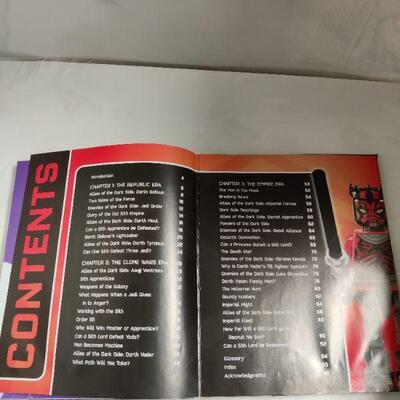 CONTENTS
Introduction 4
CHAPTER 1: THE REPUBLIC ERA 6
Allies of the Dark Side: Darth Sidious
Two Sides of the Force
Enemies of the Dark Side: Jedi Order
Story of the Old Sith Empire
Allies of the Dark Side: Darth Maul
Can a Sith Apprentice be Defeated?
Darth Sidious's Lightsaber
Allies of the Dark Side: Darth Tyranus
Can One Sith Defeat Three Jedi?
CHAPTER 2: THE CLONE WARS ERA
Allies of the Dark Side: Asajj Ventress
Sith Apprentices
Weapons of the Galaxy
What Happens When a Jedi Gives
in to Anger?
Working with the Sith
Order 66
Who Will Win: Master or Apprentice?
Can a Sith Lord Defeat Yoda?
Man Becomes Machine
Allies of the Dark Side: Darth Vader
What Path Will You Take?
CHAPTER 3: THE EMPIRE ERA
The Man in the Mask
Breaking News
Allies of the Dark Side: Imperial Forces
Dark Teachings
Allies of the Dark Side: Secret Apprentice
Powers of the Dark Side
Enemies of the Dark Side: Rebel Alliance
Galactic Domination
Can a Princess Outwit a Sith Lord?
The Death Star
Enemies of the Dark Side: Obi-Wan Kenobi
Why is Darth Vader's TIE Fighter Special?
Enemies of the Dark Side: Luke Skywalker
Darth Vader: Family Man?
The Holocron Hunt
Bounty Hunters
Imperial Might
Allies of the Dark Side:
Imperial Fleet
How Far Will a Sith Lord go to
Recruit His Son?
Can a Sith Lord be Redeemed?
Glossary 94
Index 95
Acknowledgments